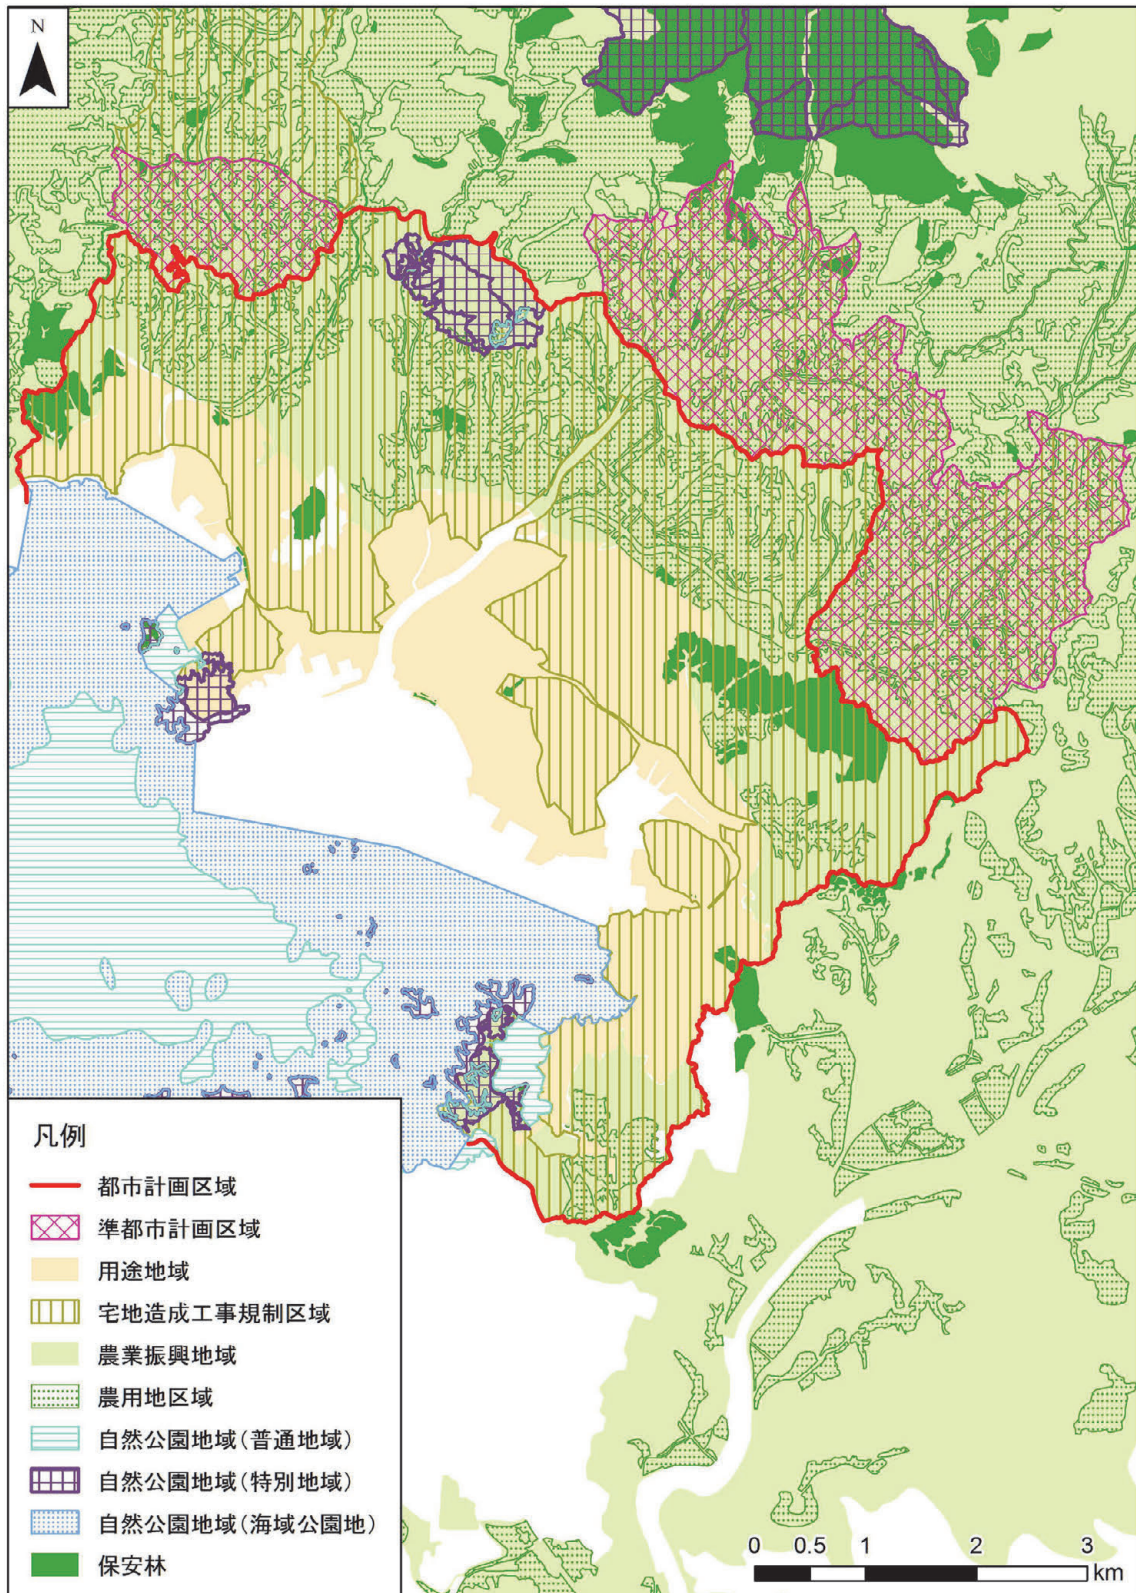 N
凡例
都市計画区域
準都市計画区域
用途地域
宅地造成工事規制区域
農業振興地域
農用地区域
自然公園地域(普通地域)
自然公園地域(特別地域)
自然公園地域(海域公園地)
保安林
0 0.5 1 2 3
km